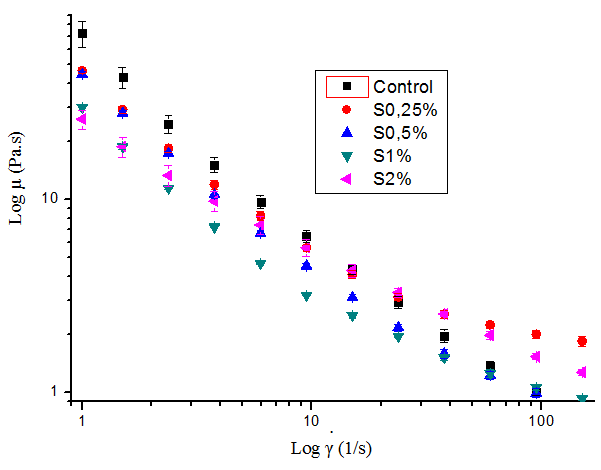 Log μ (Pa.s)
10
1
Control
S0,25%
S0,5%
S1%
S2%
1
10
100
Log γ̇ (1/s)